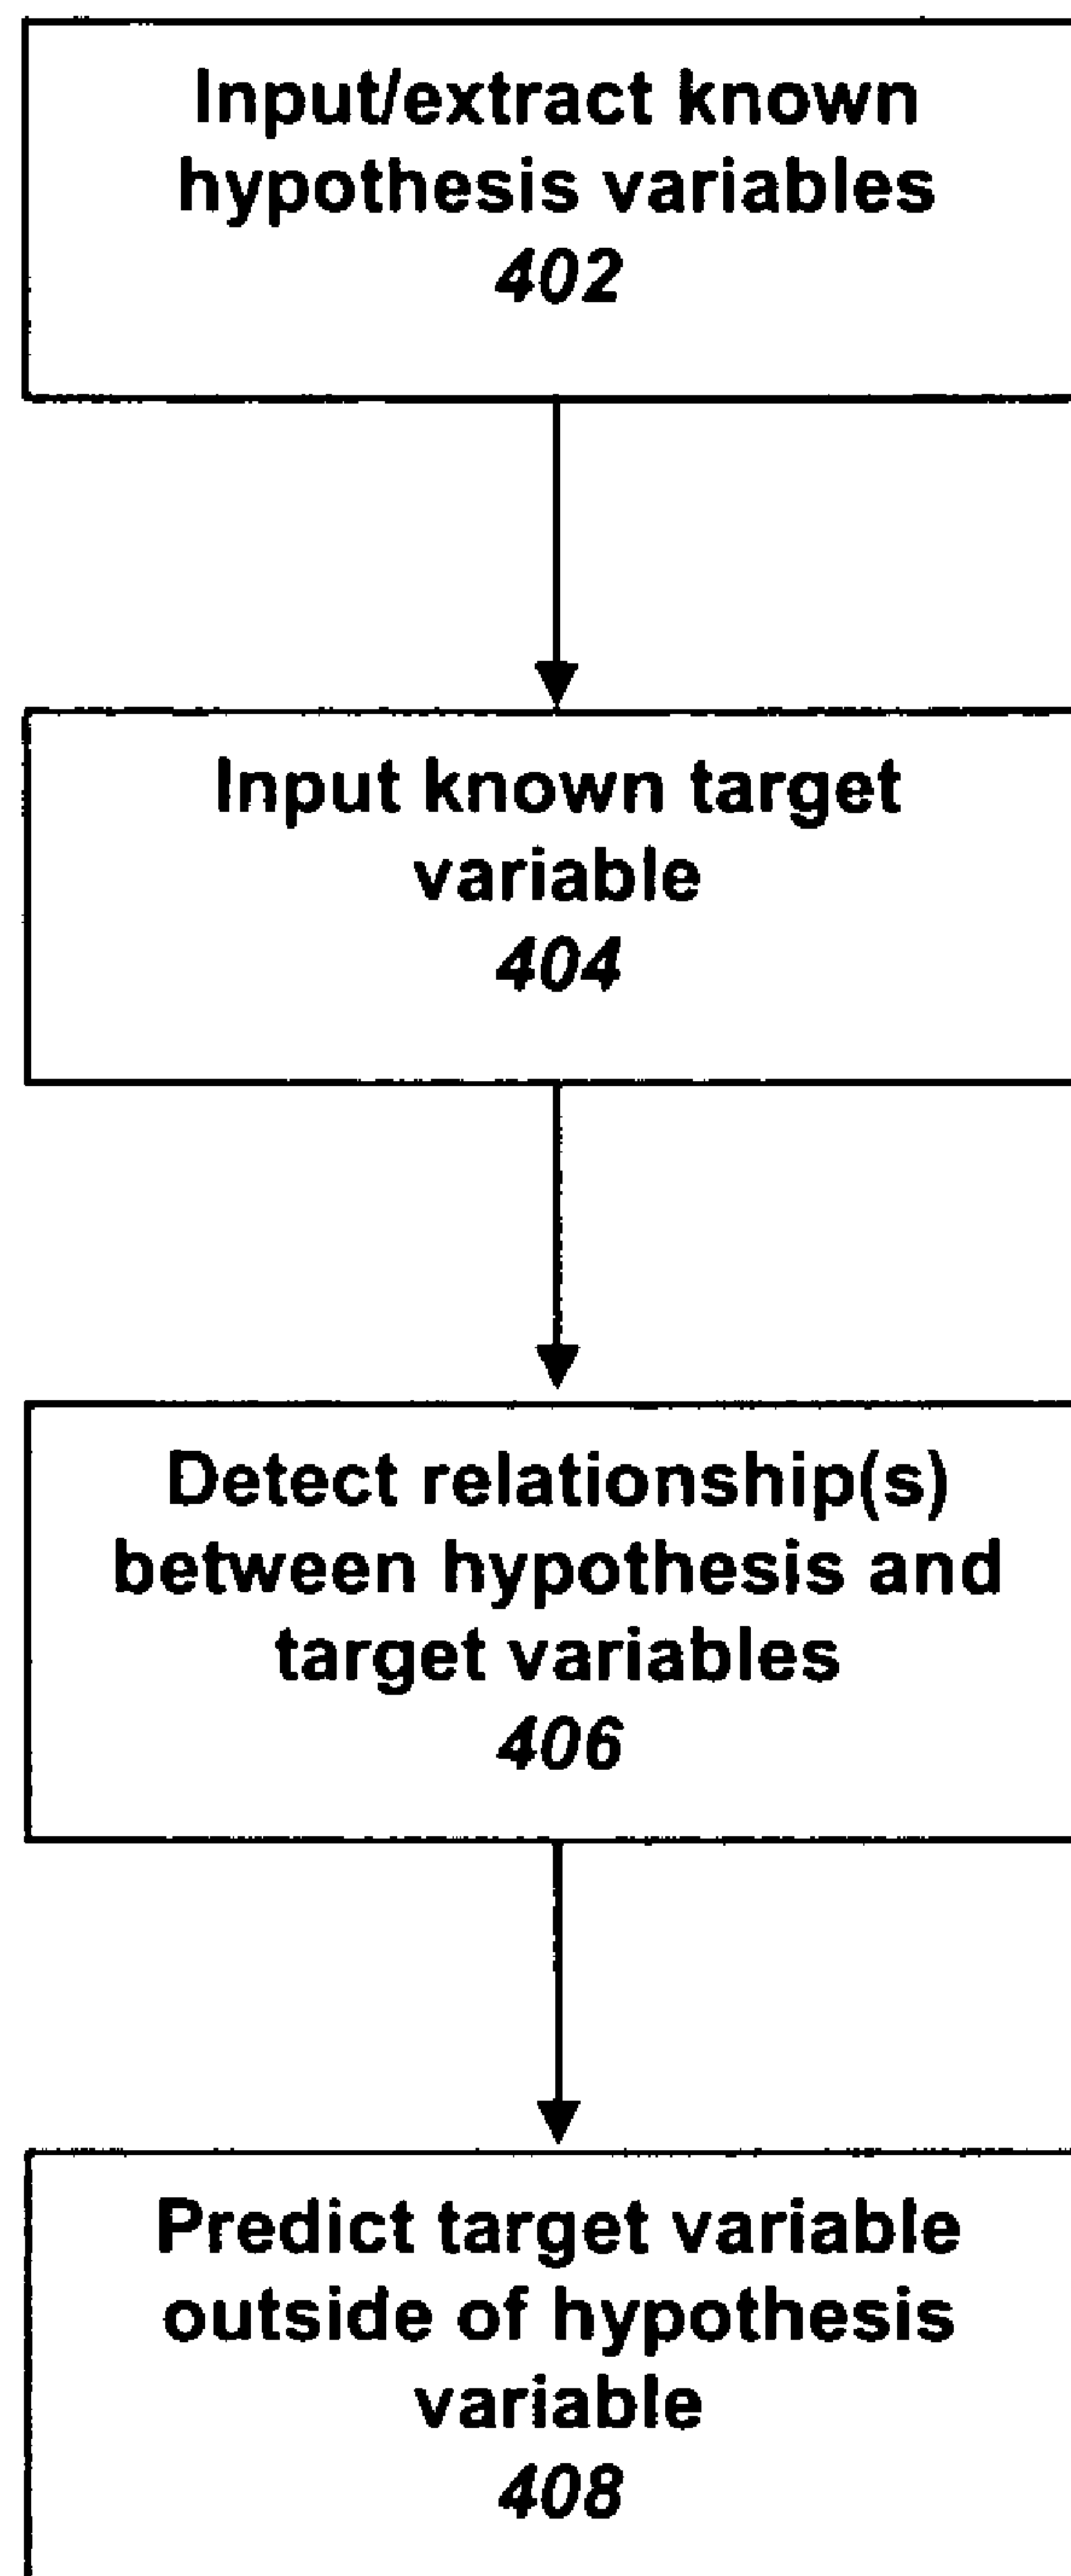 Input/extract known
hypothesis variables
402
Input known target
variable
404
Detect relationship(s)
between hypothesis and
target variables
406
Predict target variable
outside of hypothesis
variable
408